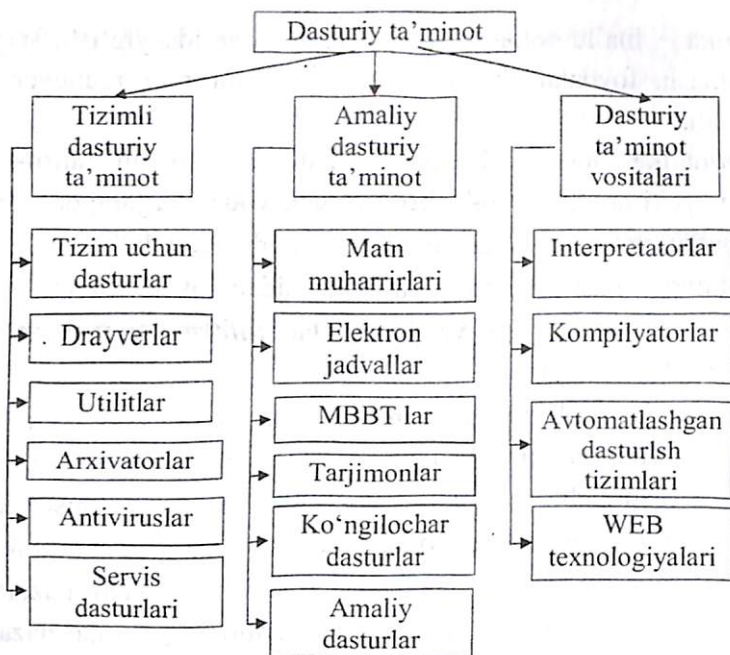 Dasturiy ta'minot
Tizimli
dasturiy
ta'minot
Tizim uchun
dasturlar
Drayverlar
Utilitlar
Arxivatorlar
Antiviruslar
Servis
dasturlari
Amaliy
dasturiy
ta'minot
Matn
muharrirlari
Elektron
jadvallar
MBBT lar
Tarjimonlar
Ko‘ngilochar
dasturlar
Amaliy
dasturlar
Dasturiy
ta'minot
vositalari
Interpretatorlar
Kompilyatorlar
Avtomatlashgan
dasturlsh
tizimlari
WEB
texnologiyalari